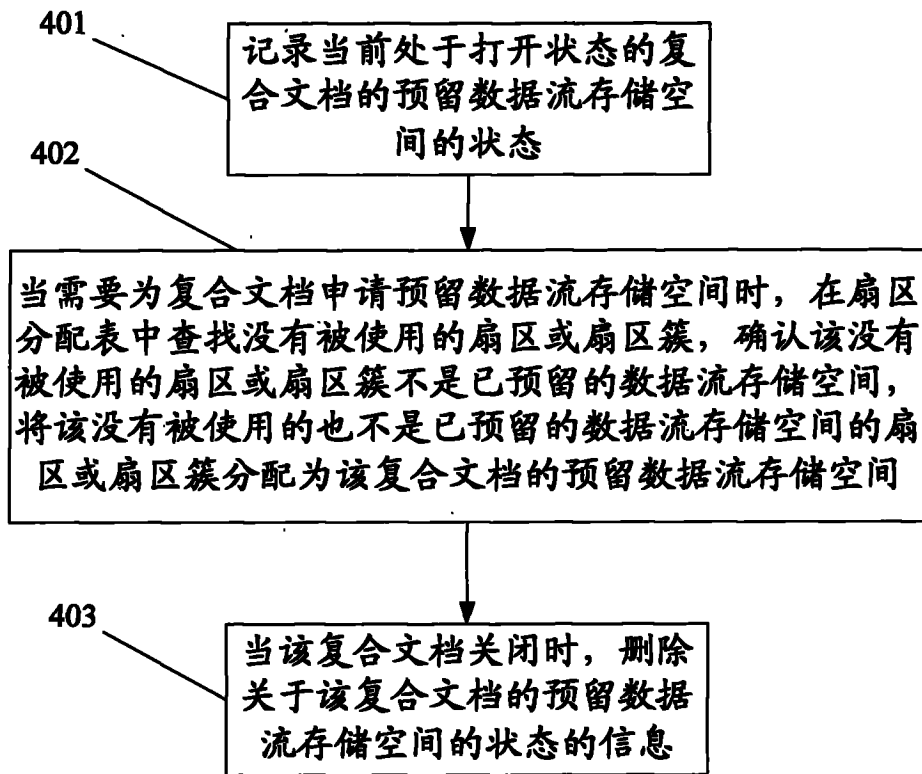 401
记录当前处于打开状态的复
合文档的预留数据流存储空
间的状态
402
当需要为复合文档申请预留数据流存储空间时，在扇区
分配表中查找没有被使用的扇区或扇区簇，确认该没有
被使用的扇区或扇区簇不是已预留的数据流存储空间，
将该没有被使用的也不是已预留的数据流存储空间的扇
区或扇区簇分配为该复合文档的预留数据流存储空间
403
当该复合文档关闭时，删除
关于该复合文档的预留数据
流存储空间的状态的信息